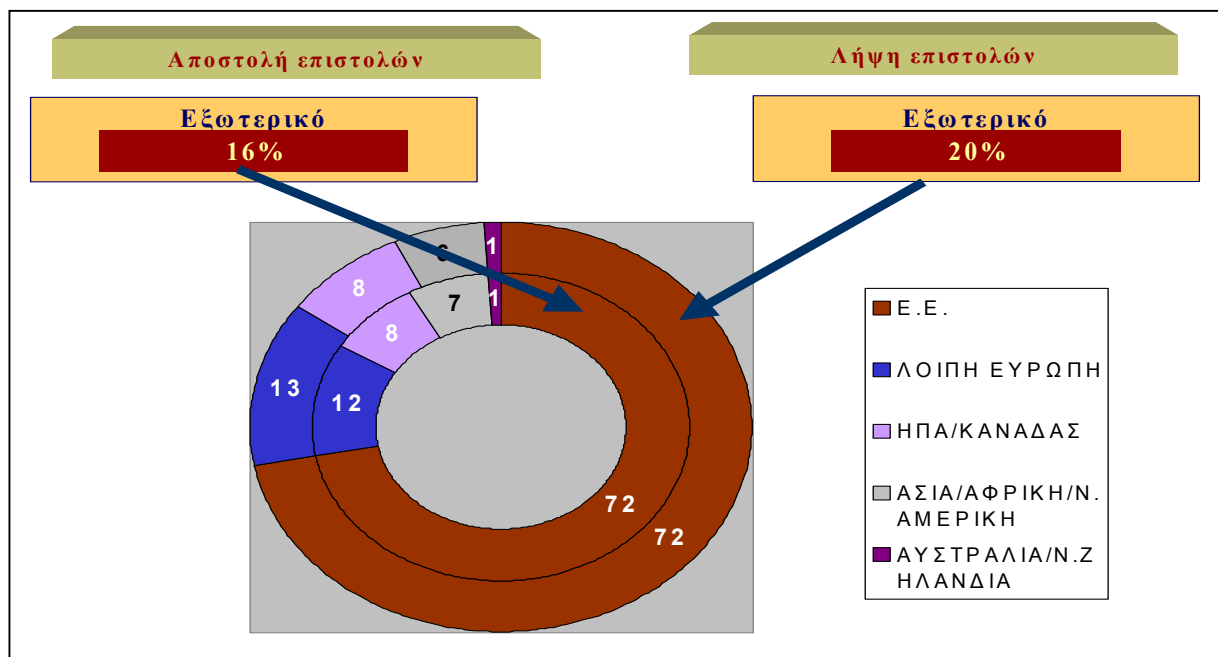 Αποστολή επιστολών
Λήψη επιστολών
Εξωτερικό
16%
Εξωτερικό
20%
1
8
7
1
8
13
12
72
72
Ε.Ε.
ΛΟΙΠΗ ΕΥΡΩΠΗ
ΗΠΑ/ΚΑΝΑΔΑΣ
ΑΣΙΑ/ΑΦΡΙΚΗ/Ν.
ΑΜΕΡΙΚΗ
ΑΥΣΤΡΑΛΙΑ/Ν.Ζ
ΗΛΑΝΔΙΑ